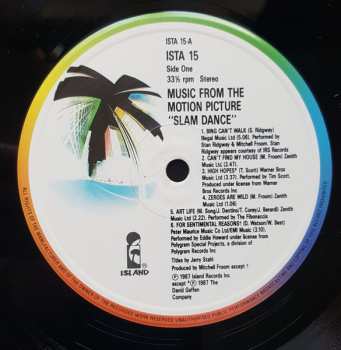 ISTA 15-A
ISTA 15
Side One
33⅓ rpm Stereo
MUSIC FROM THE
MOTION PICTURE
"SLAM DANCE"
1. BING CAN'T WALK (S. Ridgway)
Illegal Music Ltd (5.06). Performed by
Stan Ridgway & Mitchell Froom. Stan
Ridgway appears courtesy of IRS Records
2. CAN'T FIND MY HOUSE (M. Froom) Zenith
Music Ltd (2.47).
3. HIGH HOPES* (T. Scott) Warner Bros
Music Ltd (3.37). Performed by Tim Scott.
Produced under license from Warner
Bros Records Inc
4. ZEROES ARE WILD (M. Froom) Zenith
Music Ltd (1.04)
5. ART LIFE (M. Song/J. Dentino/T. Corey/J. Berardi) Zenith
Music Ltd (2.22). Performed by The Fibonaccis
6. FOR SENTIMENTAL REASONS† (D. Watson/W. Best)
Peter Maurice Music Co Ltd/EMI Music (3.10).
Performed by Eddie Howard under license from
Polygram Special Projects, a division of
Polygram Records Inc
Tides by Jerry Stahl
Produced by Mitchell Froom except †
℗ 1987 Island Records Inc
except *℗ 1987 The
David Geffen
Company
ISLAND